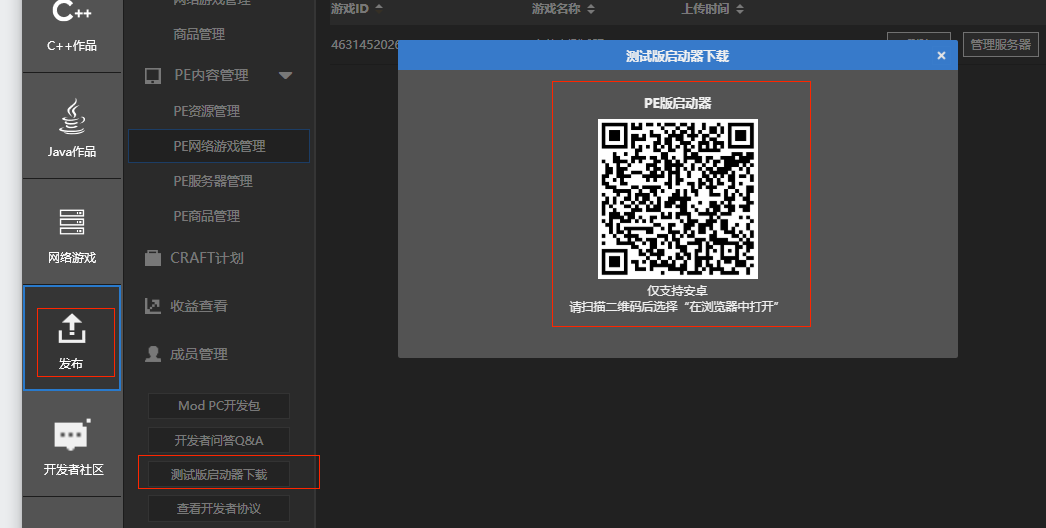 C++
C++作品
Java作品
网络游戏
发布
开发者社区
网络游戏管理
商品管理
PE内容管理
PE资源管理
PE网络游戏管理
PE服务器管理
PE商品管理
CRAFT计划
收益查看
成员管理
Mod PC开发包
开发者问答Q&A
测试版启动器下载
查看开发者协议
游戏ID
游戏名称
上传时间
4631452026
管理服务器
测试版启动器下载
×
PE版启动器
仅支持安卓
请扫描二维码后选择“在浏览器中打开”